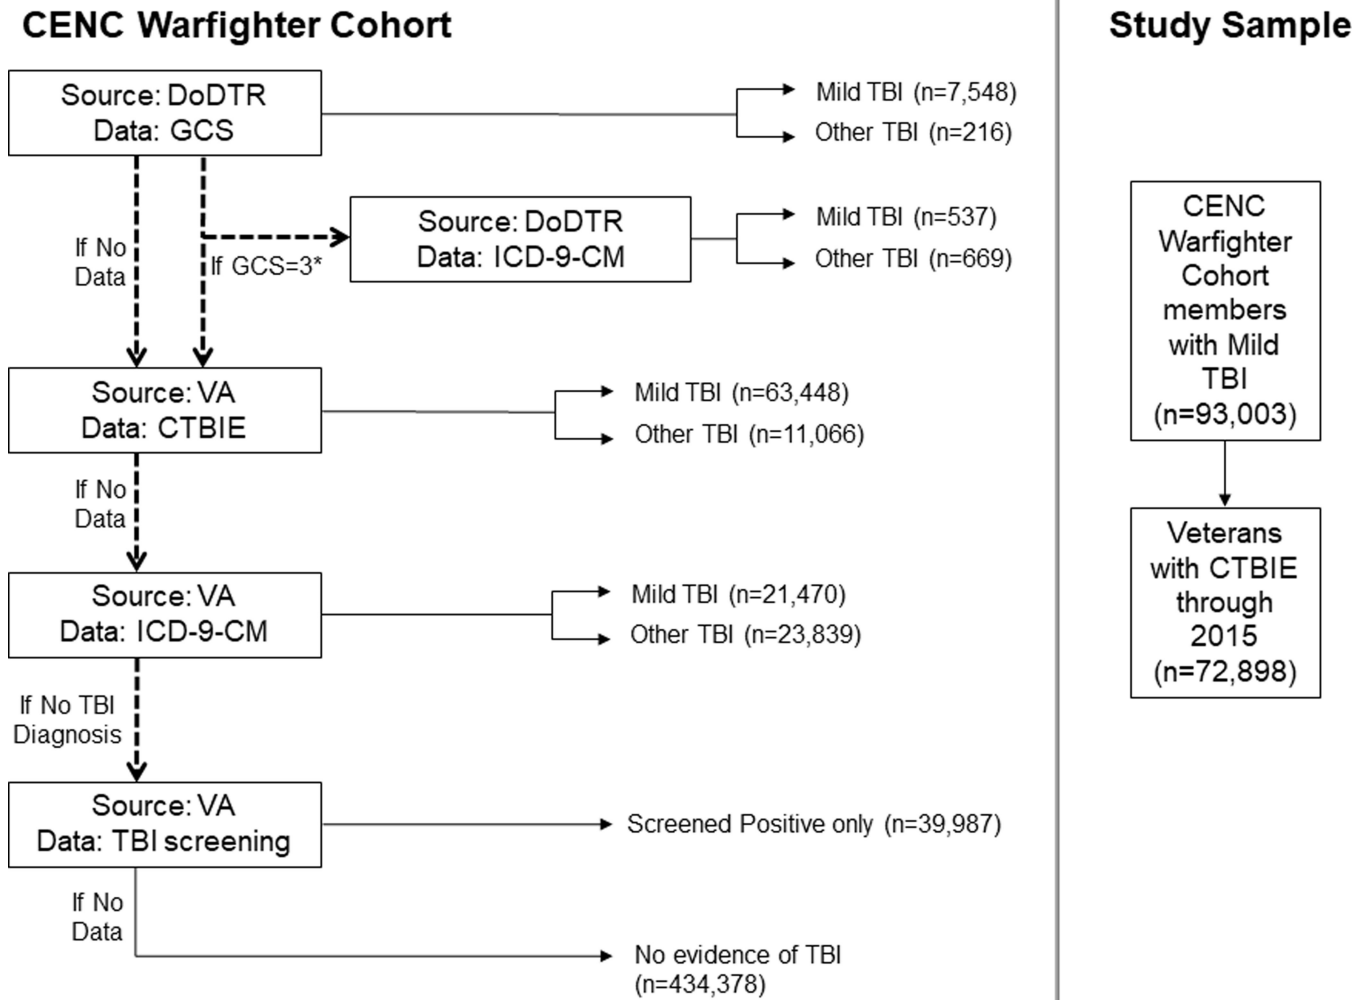 CENC Warfighter Cohort
Source: DoDTR
Data: GCS
Mild TBI (n=7,548)
Other TBI (n=216)
If No
Data
If GCS=3*
Source: DoDTR
Data: ICD-9-CM
Mild TBI (n=537)
Other TBI (n=669)
Source: VA
Data: CTBIE
Mild TBI (n=63,448)
Other TBI (n=11,066)
If No
Data
Source: VA
Data: ICD-9-CM
Mild TBI (n=21,470)
Other TBI (n=23,839)
If No TBI
Diagnosis
Source: VA
Data: TBI screening
Screened Positive only (n=39,987)
If No
Data
No evidence of TBI
(n=434,378)
Study Sample
CENC
Warfighter
Cohort
members
with Mild
TBI
(n=93,003)
Veterans
with CTBIE
through
2015
(n=72,898)